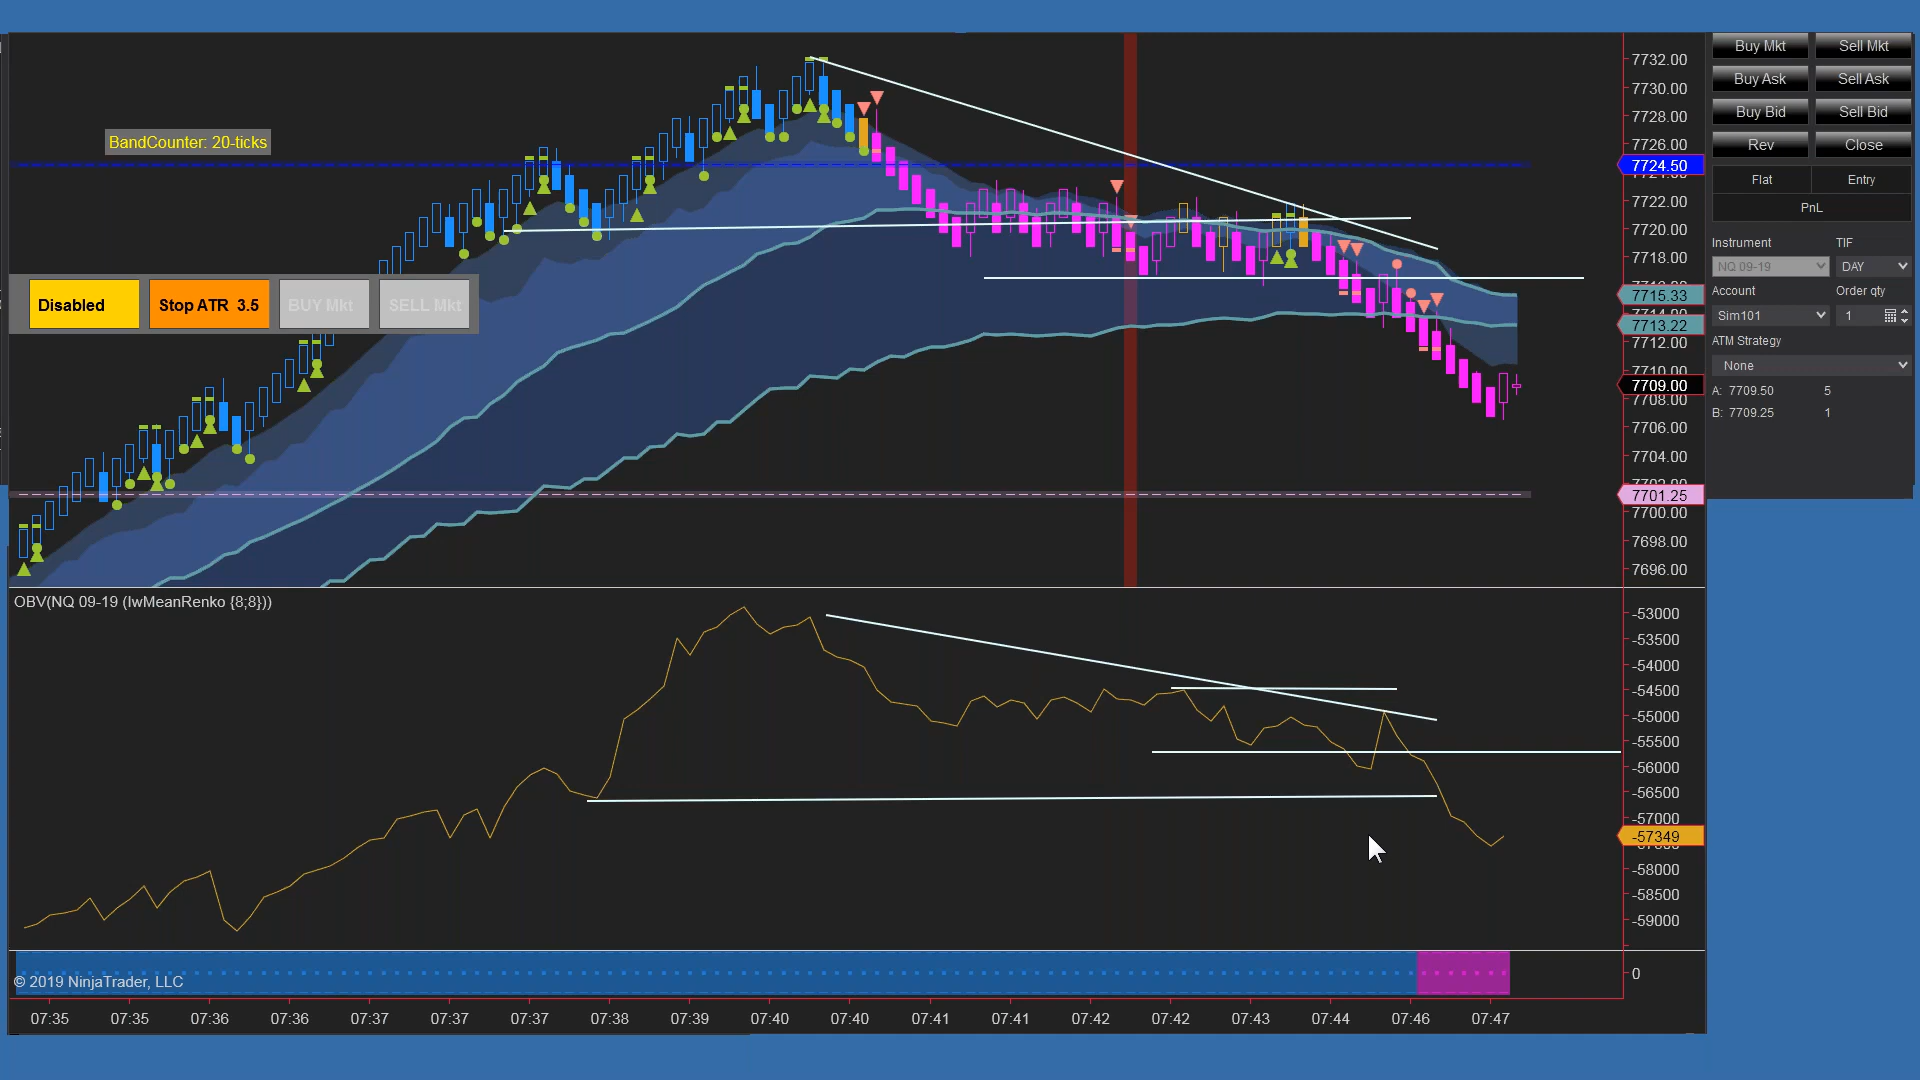 BandCounter: 20-ticks
Disabled
Stop ATR 3.5
BUY Mkt
SELL Mkt
7732.00
7730.00
7728.00
7726.00
7724.50
7722.00
7720.00
7718.00
7715.33
7713.22
7712.00
7710.00
7709.00
7708.00
7706.00
7704.00
7701.25
7700.00
7698.00
7696.00
Buy Mkt
Sell Mkt
Buy Ask
Sell Ask
Buy Bid
Sell Bid
Rev
Close
Flat
Entry
PnL
Instrument
TIF
NQ 09-19
DAY
Account
Order qty
Sim101
1
ATM Strategy
None
A: 7709.50 5
B: 7709.25 1
OBV(NQ 09-19 (lwMeanRenko {8;8}))
-53000
-53500
-54000
-54500
-55000
-55500
-56000
-56500
-57000
-57349
-58000
-58500
-59000
© 2019 NinjaTrader, LLC
0
07:35 07:35 07:36 07:36 07:37 07:37 07:37 07:38 07:39 07:40 07:40 07:41 07:41 07:42 07:42 07:43 07:44 07:46 07:47